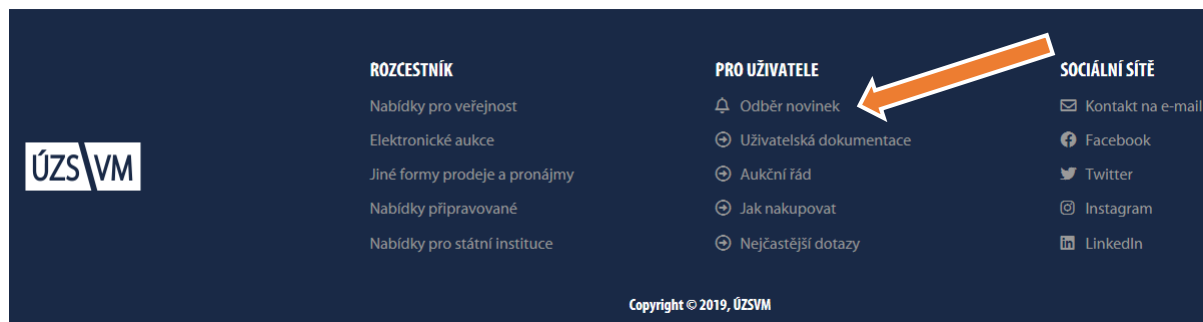 ÚZSVM
ROZCESTNÍK
Nabídky pro veřejnost
Elektronické aukce
Jiné formy prodeje a pronájmy
Nabídky připravované
Nabídky pro státní instituce
PRO UŽIVATELE
Odběr novinek
Uživatelská dokumentace
Aukční řád
Jak nakupovat
Nejčastější dotazy
SOCIÁLNÍ SÍTĚ
Kontakt na e-mail
Facebook
Twitter
Instagram
LinkedIn
Copyright © 2019, ÚZSVM